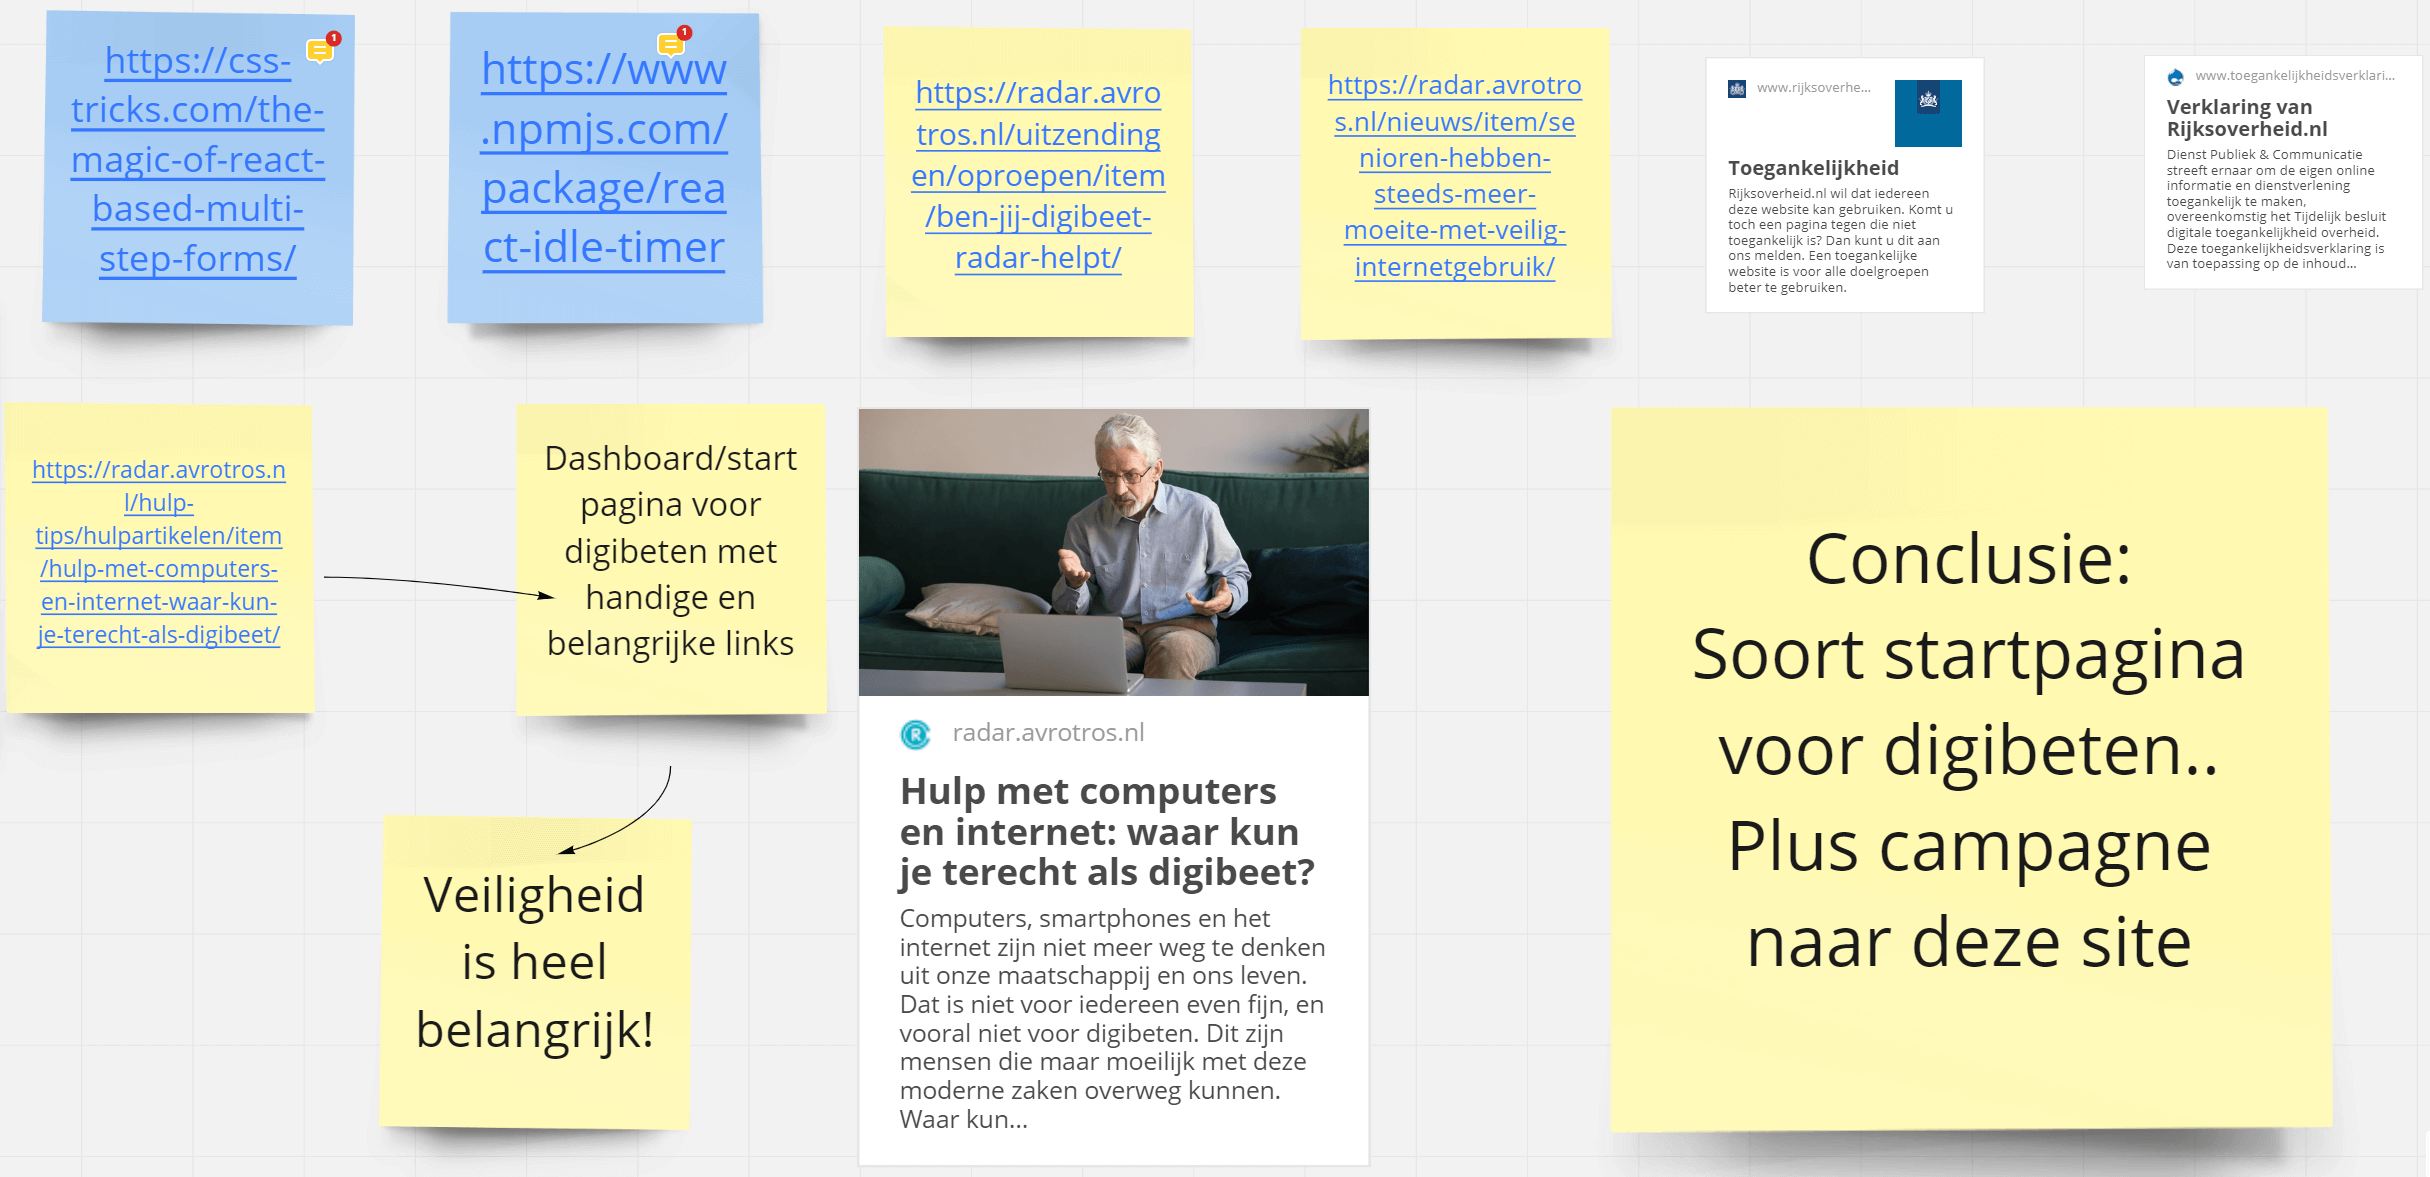 https://css-
tricks.com/the-
magic-of-react-
based-multi-
step-forms/
1
https://www
.npmjs.com/
package/rea
ct-idle-timer
1
https://radar.avro
tros.nl/uitzending
en/oproepen/item
/ben-jij-digibeet-
radar-helpt/
https://radar.avrotro
s.nl/nieuws/item/se
nioren-hebben-
steeds-meer-
moeite-met-veilig-
internetgebruik/
www.rijksoverhe...
Toegankelijkheid
Rijksoverheid.nl wil dat iedereen
deze website kan gebruiken. Komt u
toch een pagina tegen die niet
toegankelijk is? Dan kunt u dit aan
ons melden. Een toegankelijke
website is voor alle doelgroepen
beter te gebruiken.
www.toegankelijkheidsverklari...
Verklaring van
Rijksoverheid.nl
Dienst Publiek & Communicatie
streeft ernaar om de eigen online
informatie en dienstverlening
toegankelijk te maken,
overeenkomstig het Tijdelijk besluit
digitale toegankelijkheid overheid.
Deze toegankelijkheidsverklaring is
van toepassing op de inhoud...
https://radar.avrotros.n
l/hulp-
tips/hulpartikelen/item
/hulp-met-computers-
en-internet-waar-kun-
je-terecht-als-digibeet/
Dashboard/start
pagina voor
digibeten met
handige en
belangrijke links
Veiligheid
is heel
belangrijk!
R
radar.avrotros.nl
Hulp met computers
en internet: waar kun
je terecht als digibeet?
Computers, smartphones en het
internet zijn niet meer weg te denken
uit onze maatschappij en ons leven.
Dat is niet voor iedereen even fijn, en
vooral niet voor digibeten. Dit zijn
mensen die maar moeilijk met deze
moderne zaken overweg kunnen.
Waar kun...
Conclusie:
Soort startpagina
voor digibeten..
Plus campagne
naar deze site